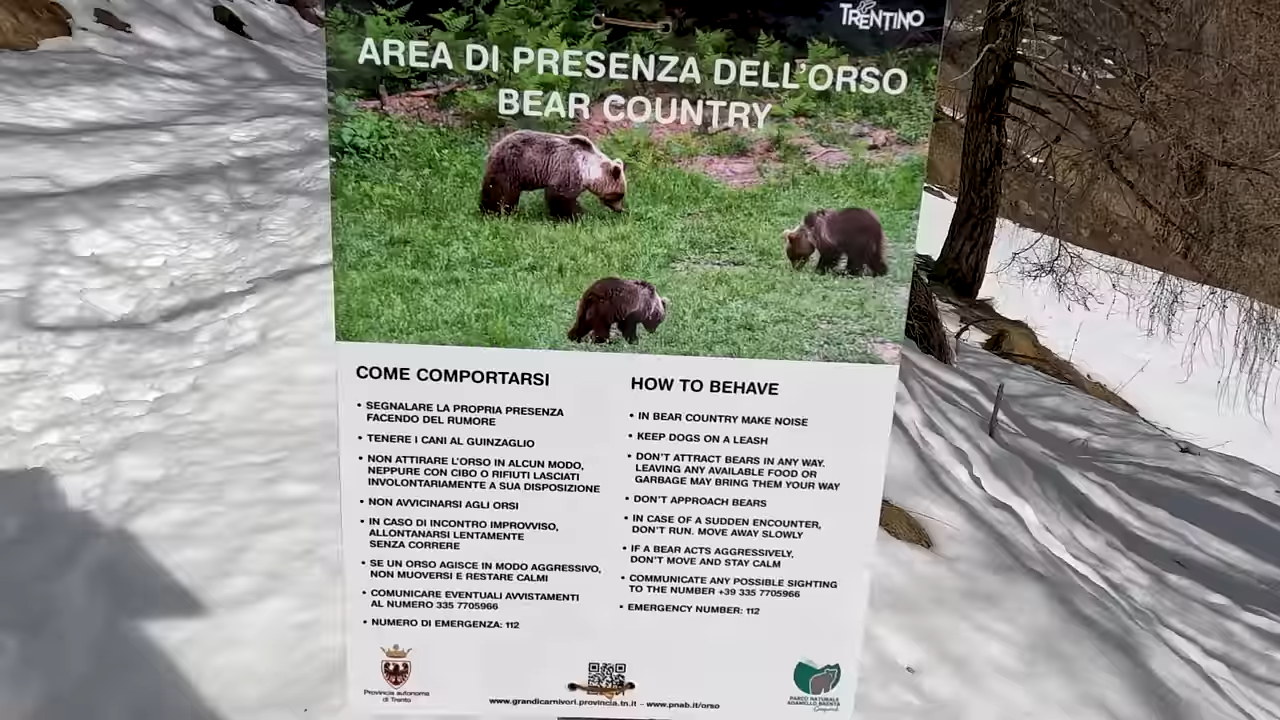 TRENTINO
AREA DI PRESENZA DELL'ORSO
BEAR COUNTRY
COME COMPORTARSI
• SEGNALARE LA PROPRIA PRESENZA
FACENDO DEL RUMORE
• TENERE I CANI AL GUINZAGLIO
• NON ATTIRARE L'ORSO IN ALCUN MODO,
NEPPURE CON CIBO O RIFIUTI LASCIATI
INVOLONTARIAMENTE A SUA DISPOSIZIONE
• NON AVVICINARSI AGLI ORSI
• IN CASO DI INCONTRO IMPROVVISO,
ALLONTANARSI LENTAMENTE
SENZA CORRERE
• SE UN ORSO AGISCE IN MODO AGGRESSIVO,
NON MUOVERSI E RESTARE CALMI
• COMUNICARE EVENTUALI AVVISTAMENTI
AL NUMERO 335 7705966
• NUMERO DI EMERGENZA: 112
HOW TO BEHAVE
• IN BEAR COUNTRY MAKE NOISE
• KEEP DOGS ON A LEASH
• DON'T ATTRACT BEARS IN ANY WAY.
LEAVING ANY AVAILABLE FOOD OR
GARBAGE MAY BRING THEM YOUR WAY
• DON'T APPROACH BEARS
• IN CASE OF A SUDDEN ENCOUNTER,
DON'T RUN. MOVE AWAY SLOWLY
• IF A BEAR ACTS AGGRESSIVELY,
DON'T MOVE AND STAY CALM
• COMMUNICATE ANY POSSIBLE SIGHTING
TO THE NUMBER +39 335 7705966
• EMERGENCY NUMBER: 112
Provincia autonoma
di Trento
www.grandicarnivori.provincia.tn.it – www.pnab.it/orso
PARCO NATURALE
ADAMELLO BRENTA